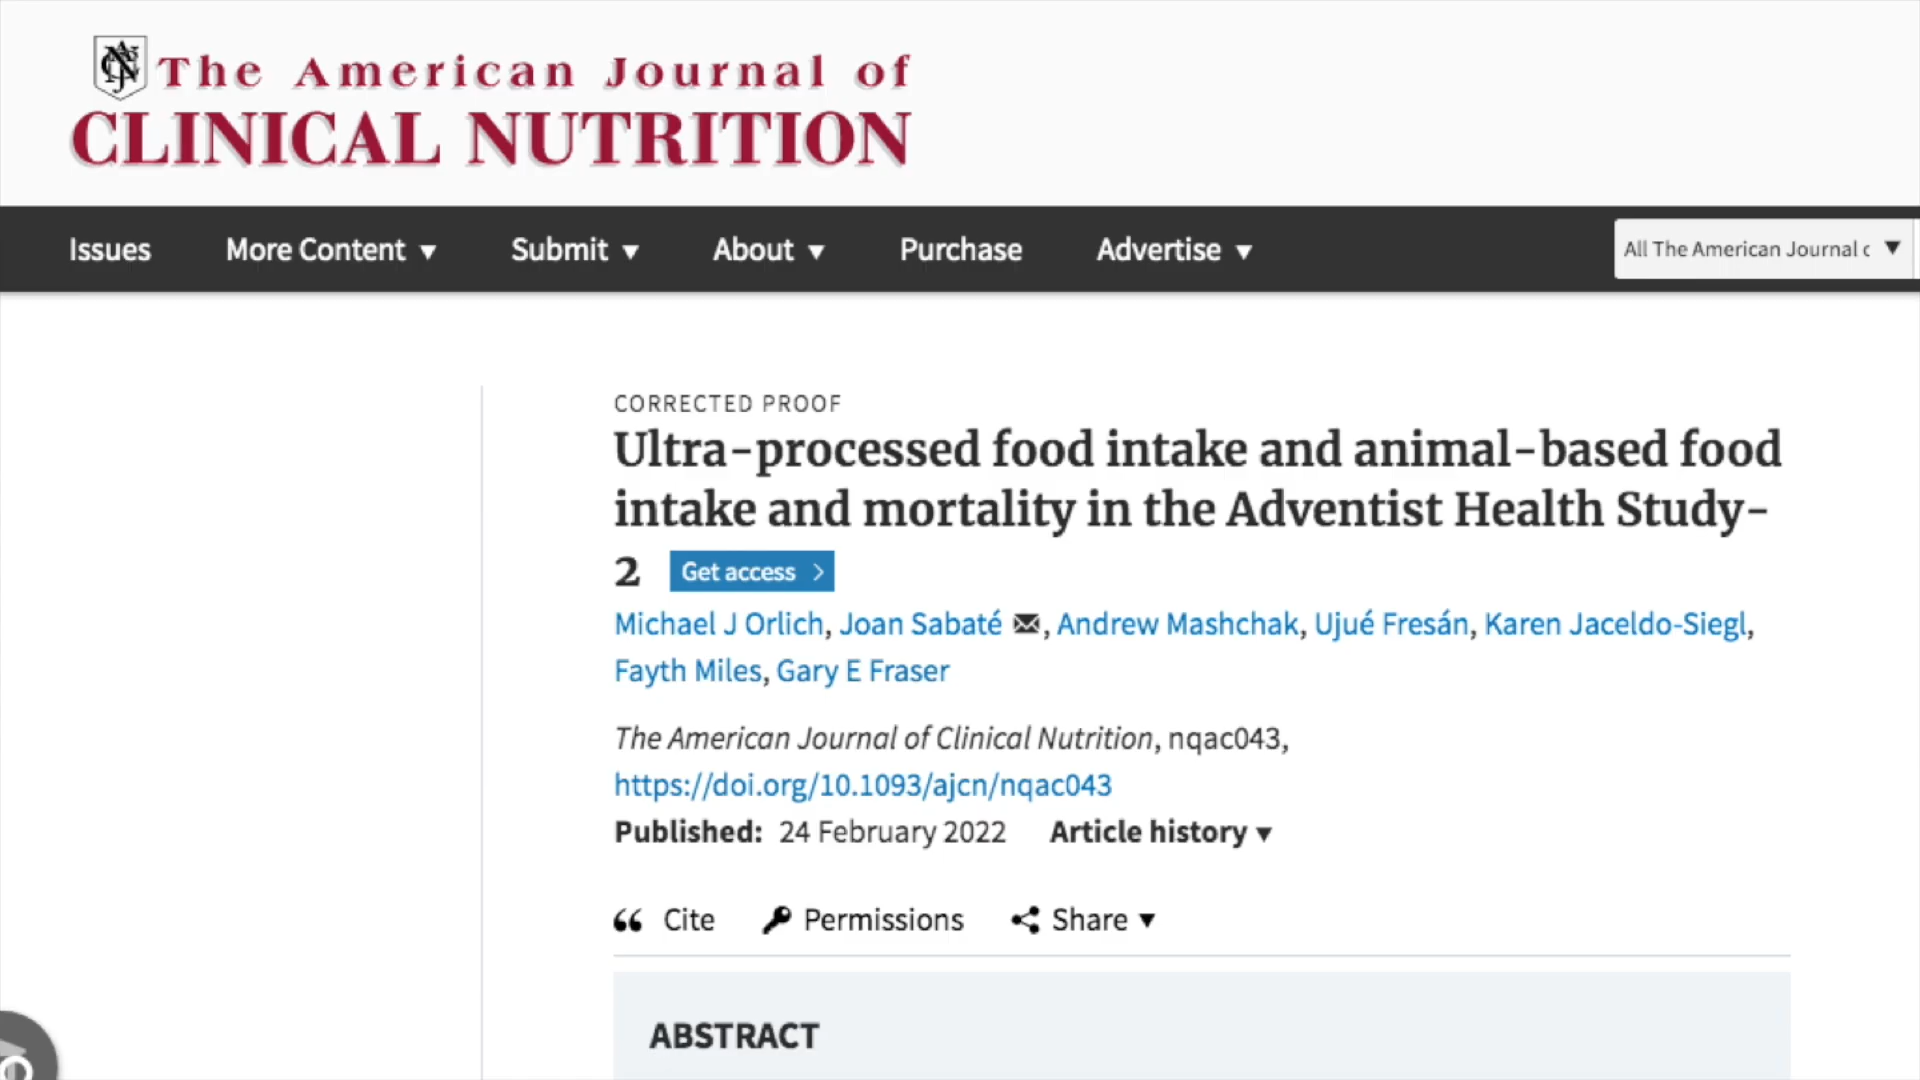 The American Journal of
CLINICAL NUTRITION
Issues More Content ▼ Submit ▼ About ▼ Purchase Advertise ▼ All The American Journal c ▼
CORRECTED PROOF
Ultra-processed food intake and animal-based food
intake and mortality in the Adventist Health Study-
2 Get access >
Michael J Orlich, Joan Sabaté ✉, Andrew Mashchak, Ujué Fresán, Karen Jaceldo-Siegl,
Fayth Miles, Gary E Fraser
The American Journal of Clinical Nutrition, nqac043,
https://doi.org/10.1093/ajcn/nqac043
Published: 24 February 2022 Article history ▼
Cite Permissions Share ▼
ABSTRACT